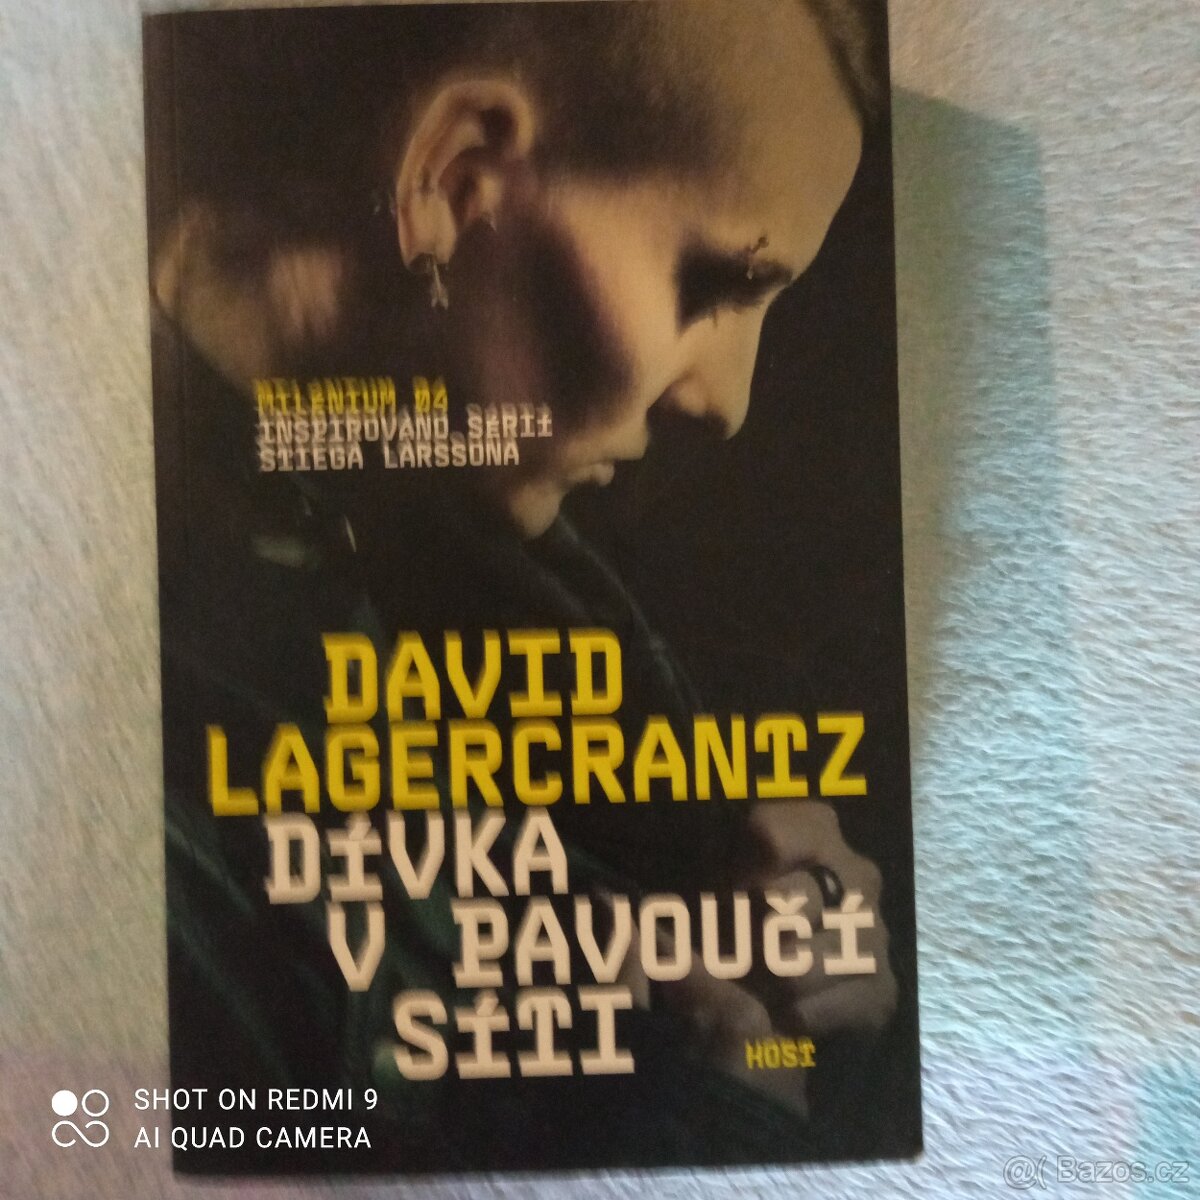 MILÉNIUM 04
INSPIROVÁNO SÉRIÍ
STIEGA LARSSONA
DAVID
LAGERCRANTZ
DÍVKA
V PAVOUČÍ
SÍTI
HOST
SHOT ON REDMI 9
AI QUAD CAMERA
@( Bazos.cz